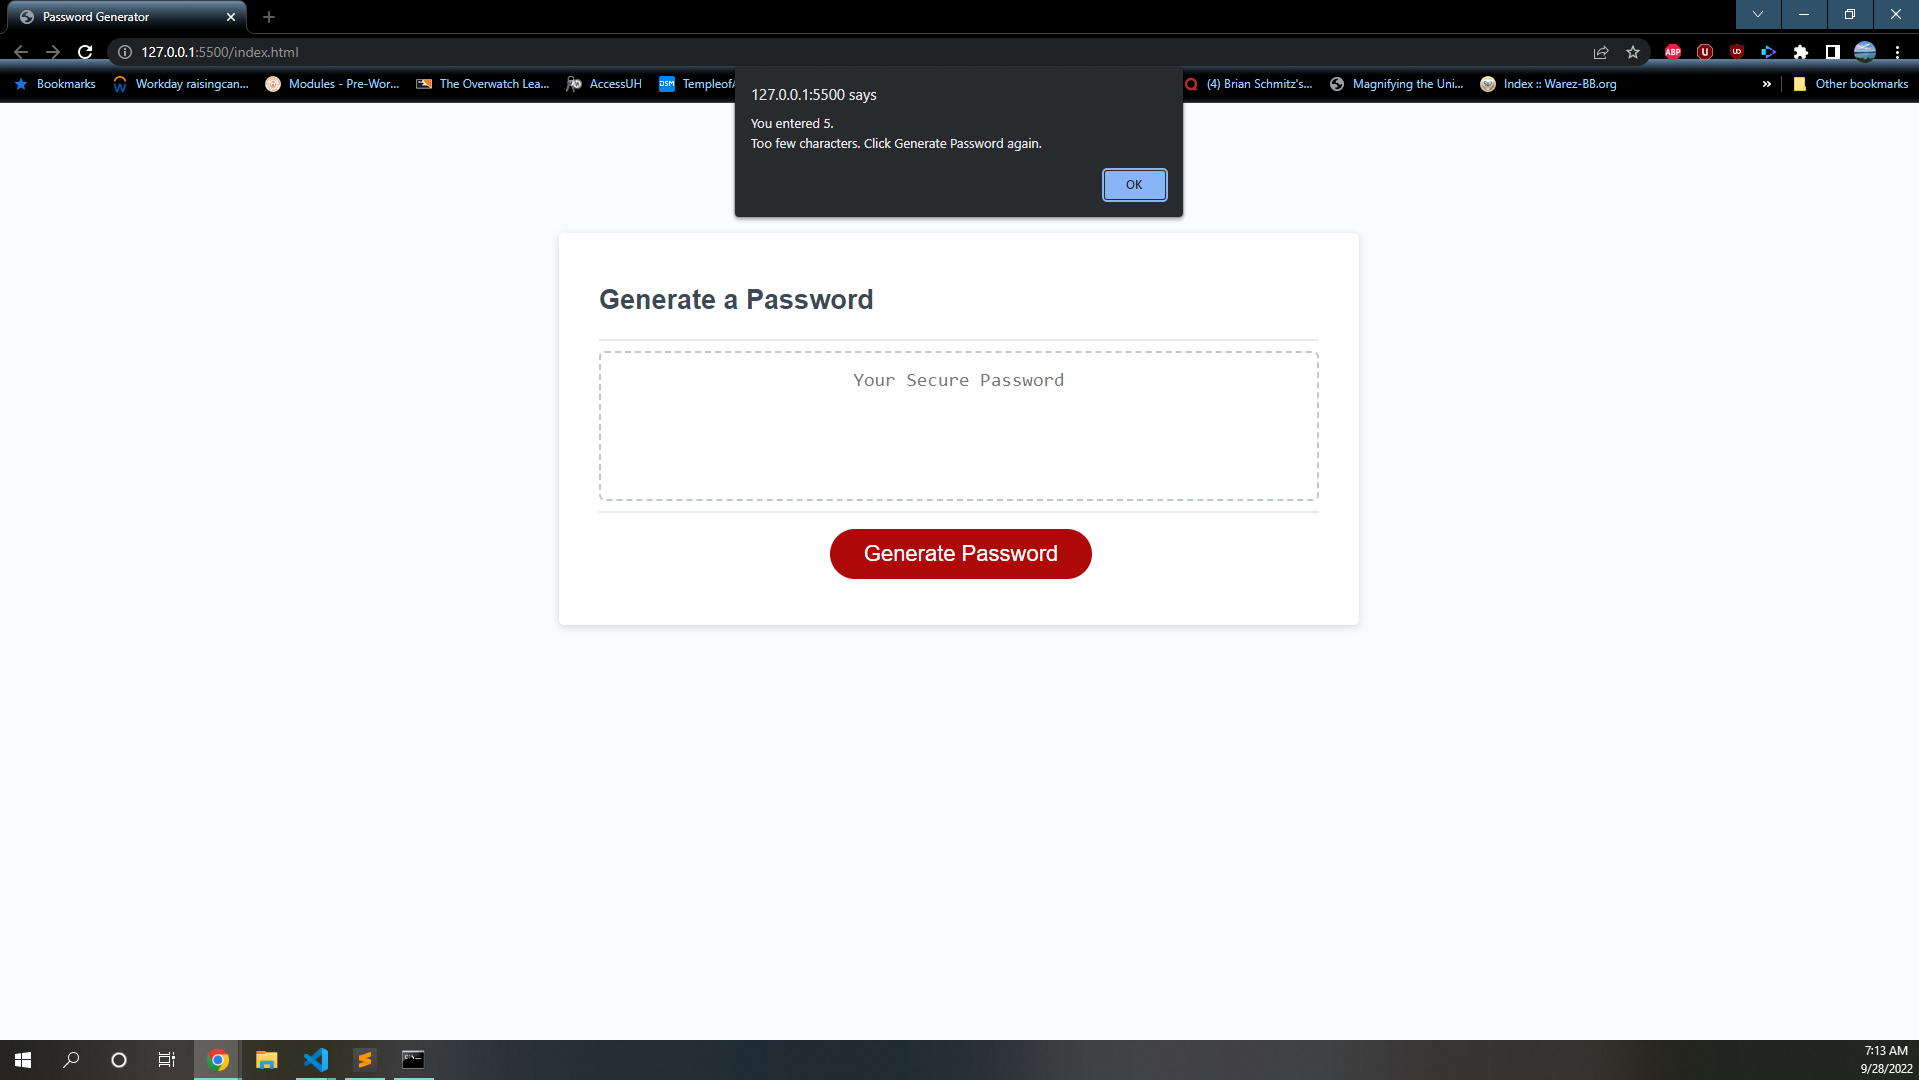 Password Generator
127.0.0.1:5500/index.html
ABP
Bookmarks
Workday raisingcan...
Modules - Pre-Wor...
The Overwatch Lea...
AccessUH
Templeof
(4) Brian Schmitz's...
Magnifying the Uni...
Index :: Warez-BB.org
Other bookmarks
127.0.0.1:5500 says
You entered 5.
Too few characters. Click Generate Password again.
OK
Generate a Password
Your Secure Password
Generate Password
7:13 AM
9/28/2022